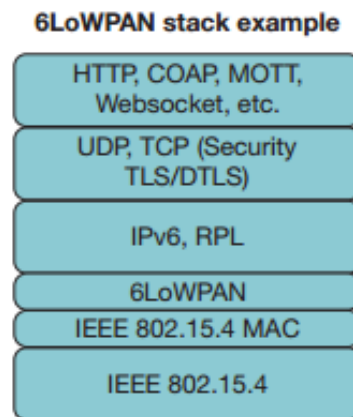 6LoWPAN stack example
HTTP, COAP, MOTT,
Websocket, etc.
UDP, TCP (Security
TLS/DTLS)
IPv6, RPL
6LoWPAN
IEEE 802.15.4 MAC
IEEE 802.15.4